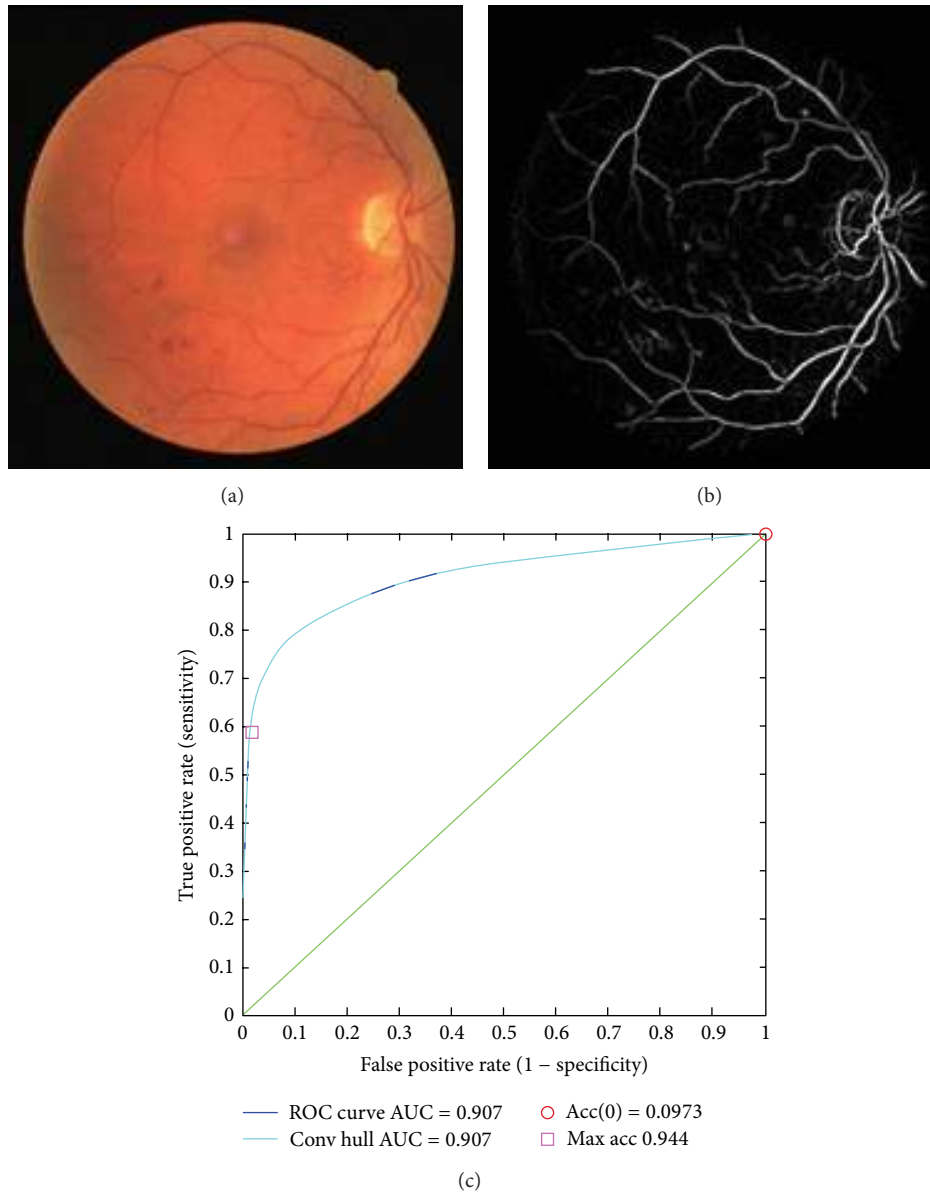 (a)
(b)
1
0.9
0.8
0.7
0.6
0.5
0.4
0.3
0.2
0.1
0
True positive rate (sensitivity)
0 0.1 0.2 0.3 0.4 0.5 0.6 0.7 0.8 0.9 1
False positive rate (1 − specificity)
ROC curve AUC = 0.907
Conv hull AUC = 0.907
Acc(0) = 0.0973
Max acc 0.944
(c)